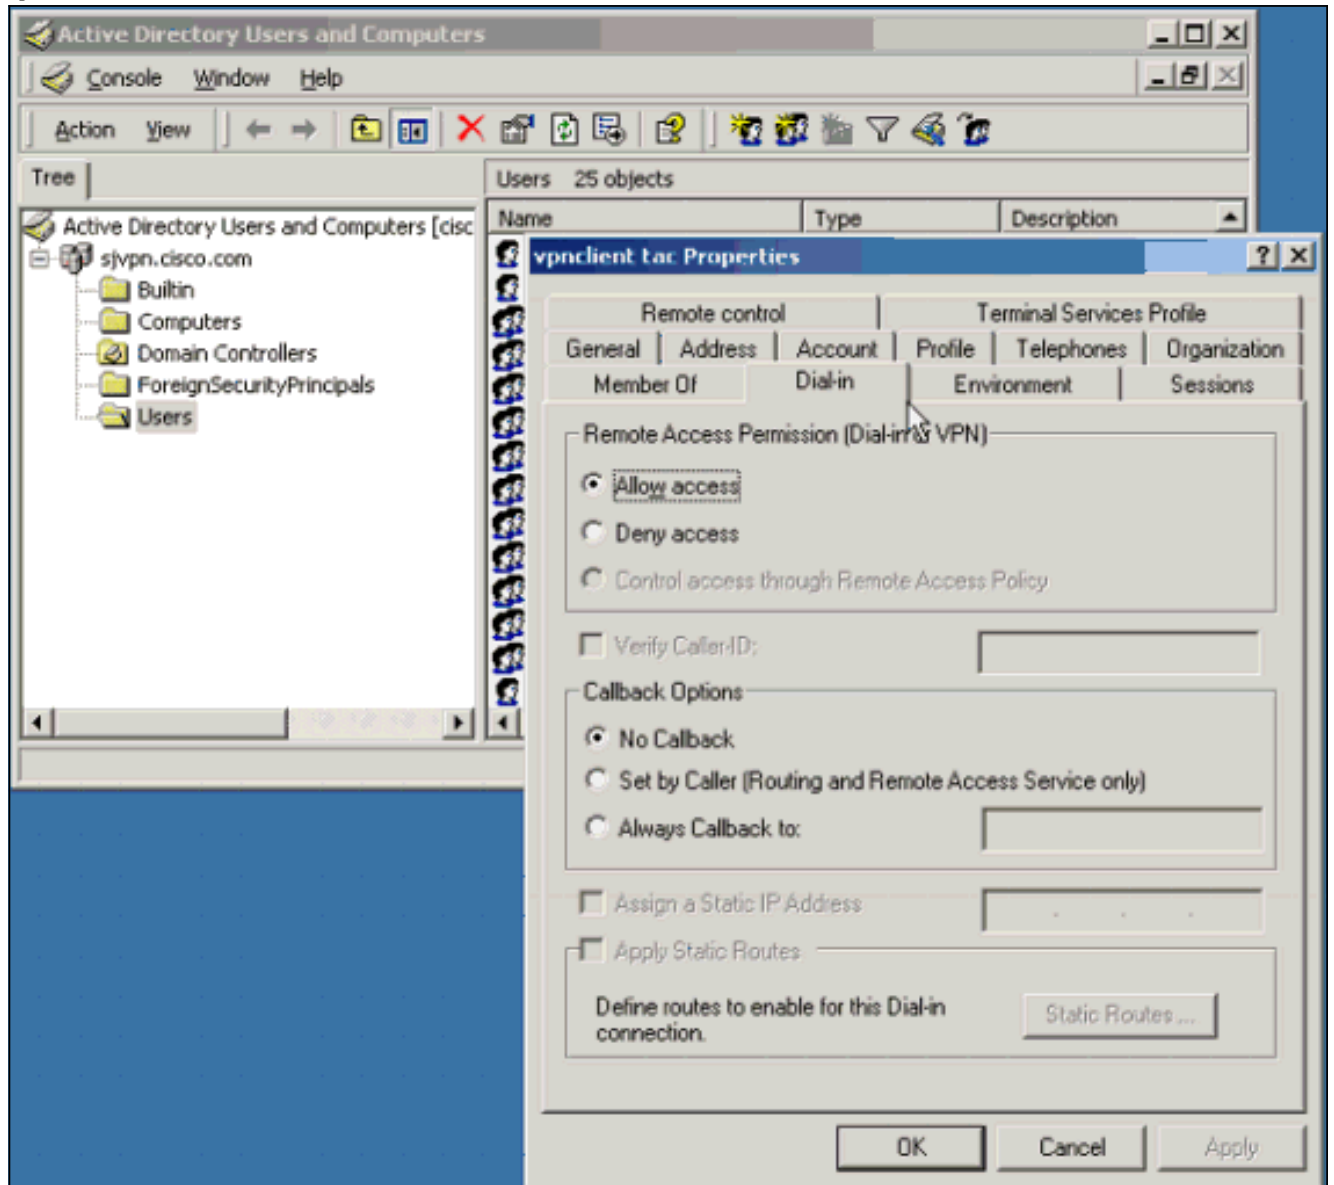 Active Directory Users and Computers
Console Window Help
Action View
Tree
Users 25 objects
Active Directory Users and Computers [cisc
sjvpn.cisco.com
Builtin
Computers
Domain Controllers
ForeignSecurityPrincipals
Users
Name Type Description
vpnclient tac Properties
Remote control Terminal Services Profile
General Address Account Profile Telephones Organization
Member Of Dial-in Environment Sessions
Remote Access Permission (Dial-in & VPN)
Allow access
Deny access
Control access through Remote Access Policy
Verify Caller-ID:
Callback Options
No Callback
Set by Caller (Routing and Remote Access Service only)
Always Callback to:
Assign a Static IP Address
Apply Static Routes
Define routes to enable for this Dial-in
connection.
Static Routes ...
OK Cancel Apply